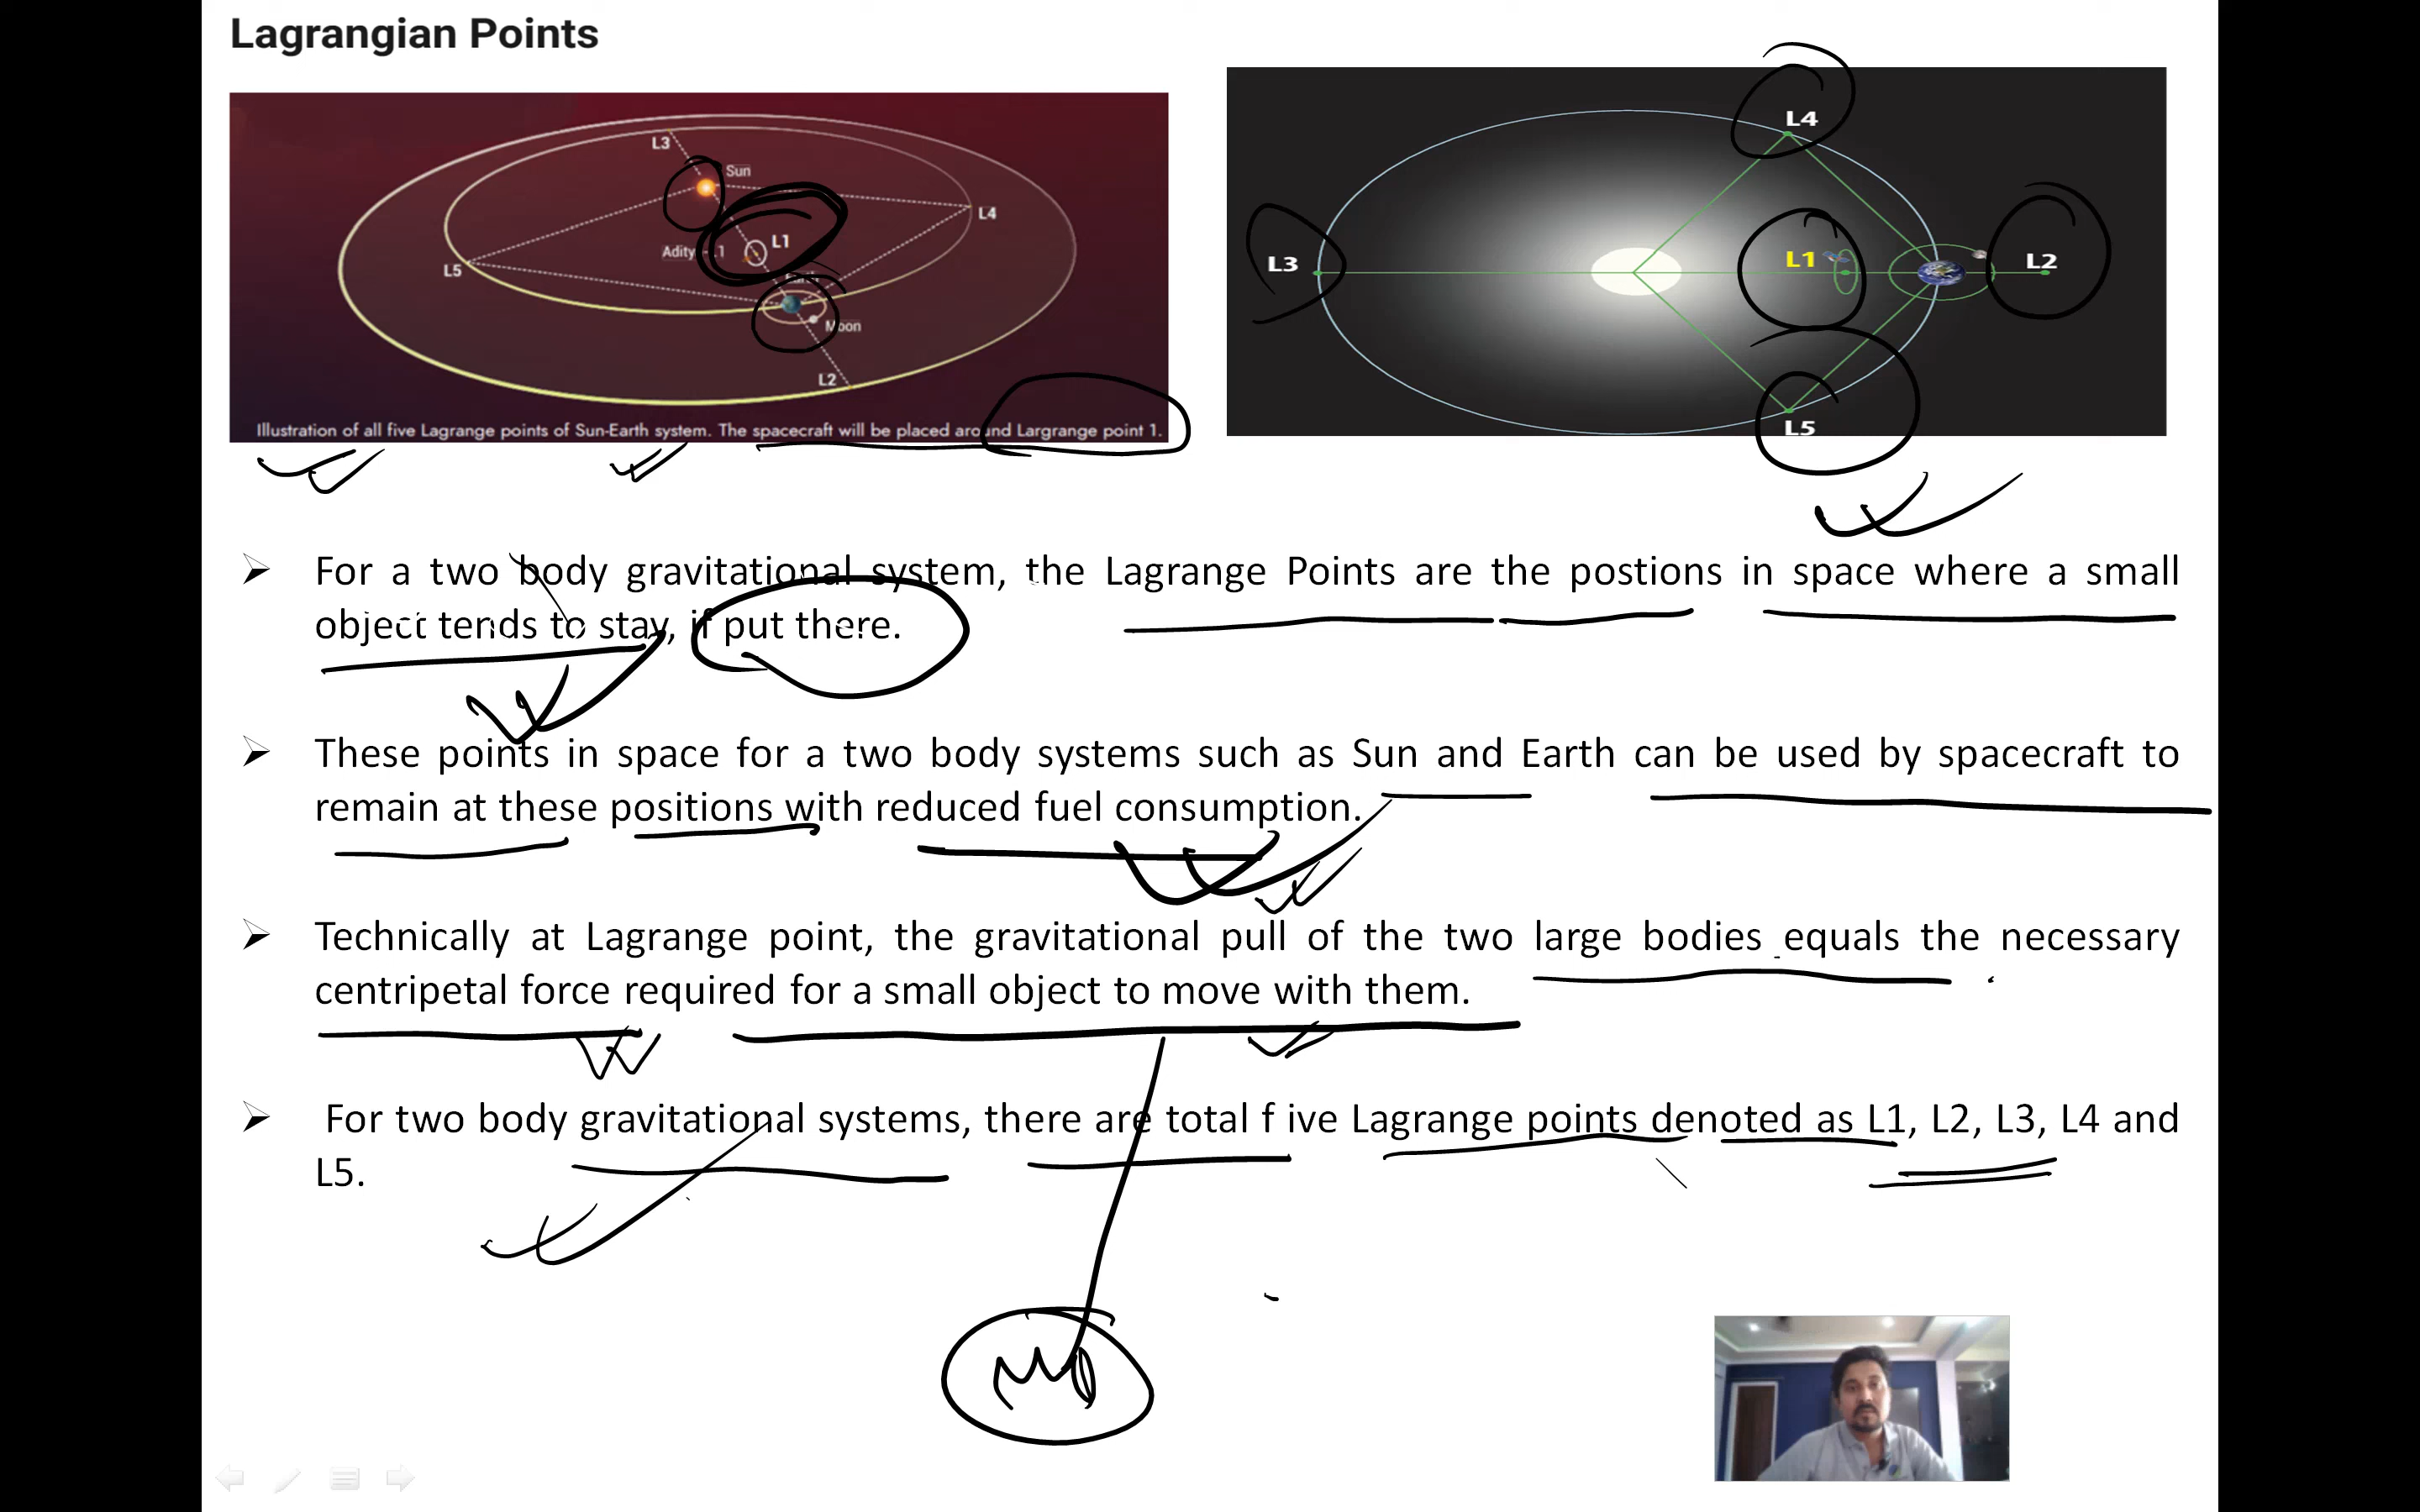 Lagrangian Points
L3
Sun
L4
L1
L5
Moon
L2
Illustration of all five Lagrange points of Sun-Earth system. The spacecraft will be placed around Largrange point 1.
L4
L3
L1
L2
L5
For a two body gravitational system, the Lagrange Points are the postions in space where a small
object tends to stay, if put there.
These points in space for a two body systems such as Sun and Earth can be used by spacecraft to
remain at these positions with reduced fuel consumption.
Technically at Lagrange point, the gravitational pull of the two large bodies equals the necessary
centripetal force required for a small object to move with them.
For two body gravitational systems, there are total f ive Lagrange points denoted as L1, L2, L3, L4 and
L5.